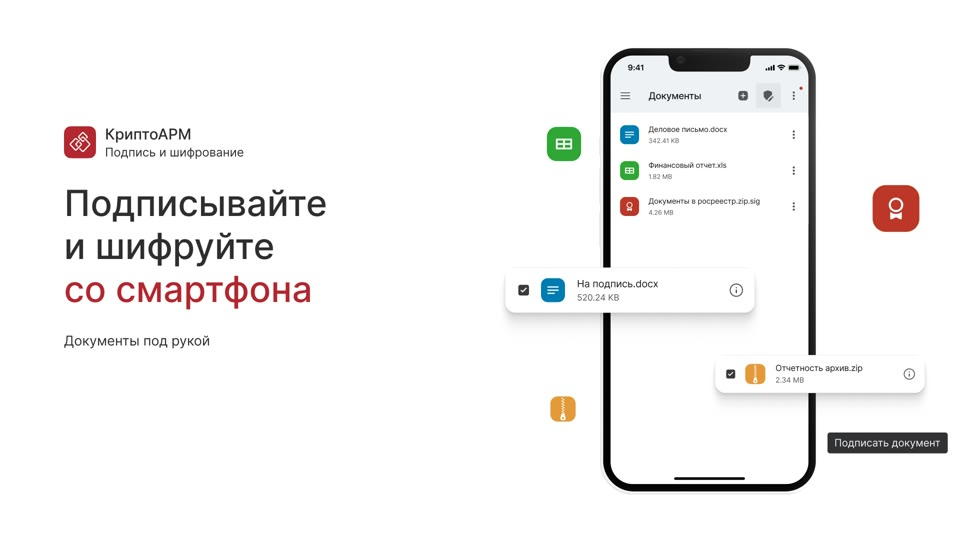 КриптоАРМ
Подпись и шифрование
Подписывайте
и шифруйте
со смартфона
Документы под рукой
9:41
Документы
Деловое письмо.docx
342.41 KB
Финансовый отчет.xls
1.82 MB
Документы в росреестр.zip.sig
4.26 MB
На подпись.docx
520.24 KB
Отчетность архив.zip
2.34 MB
Подписать документ